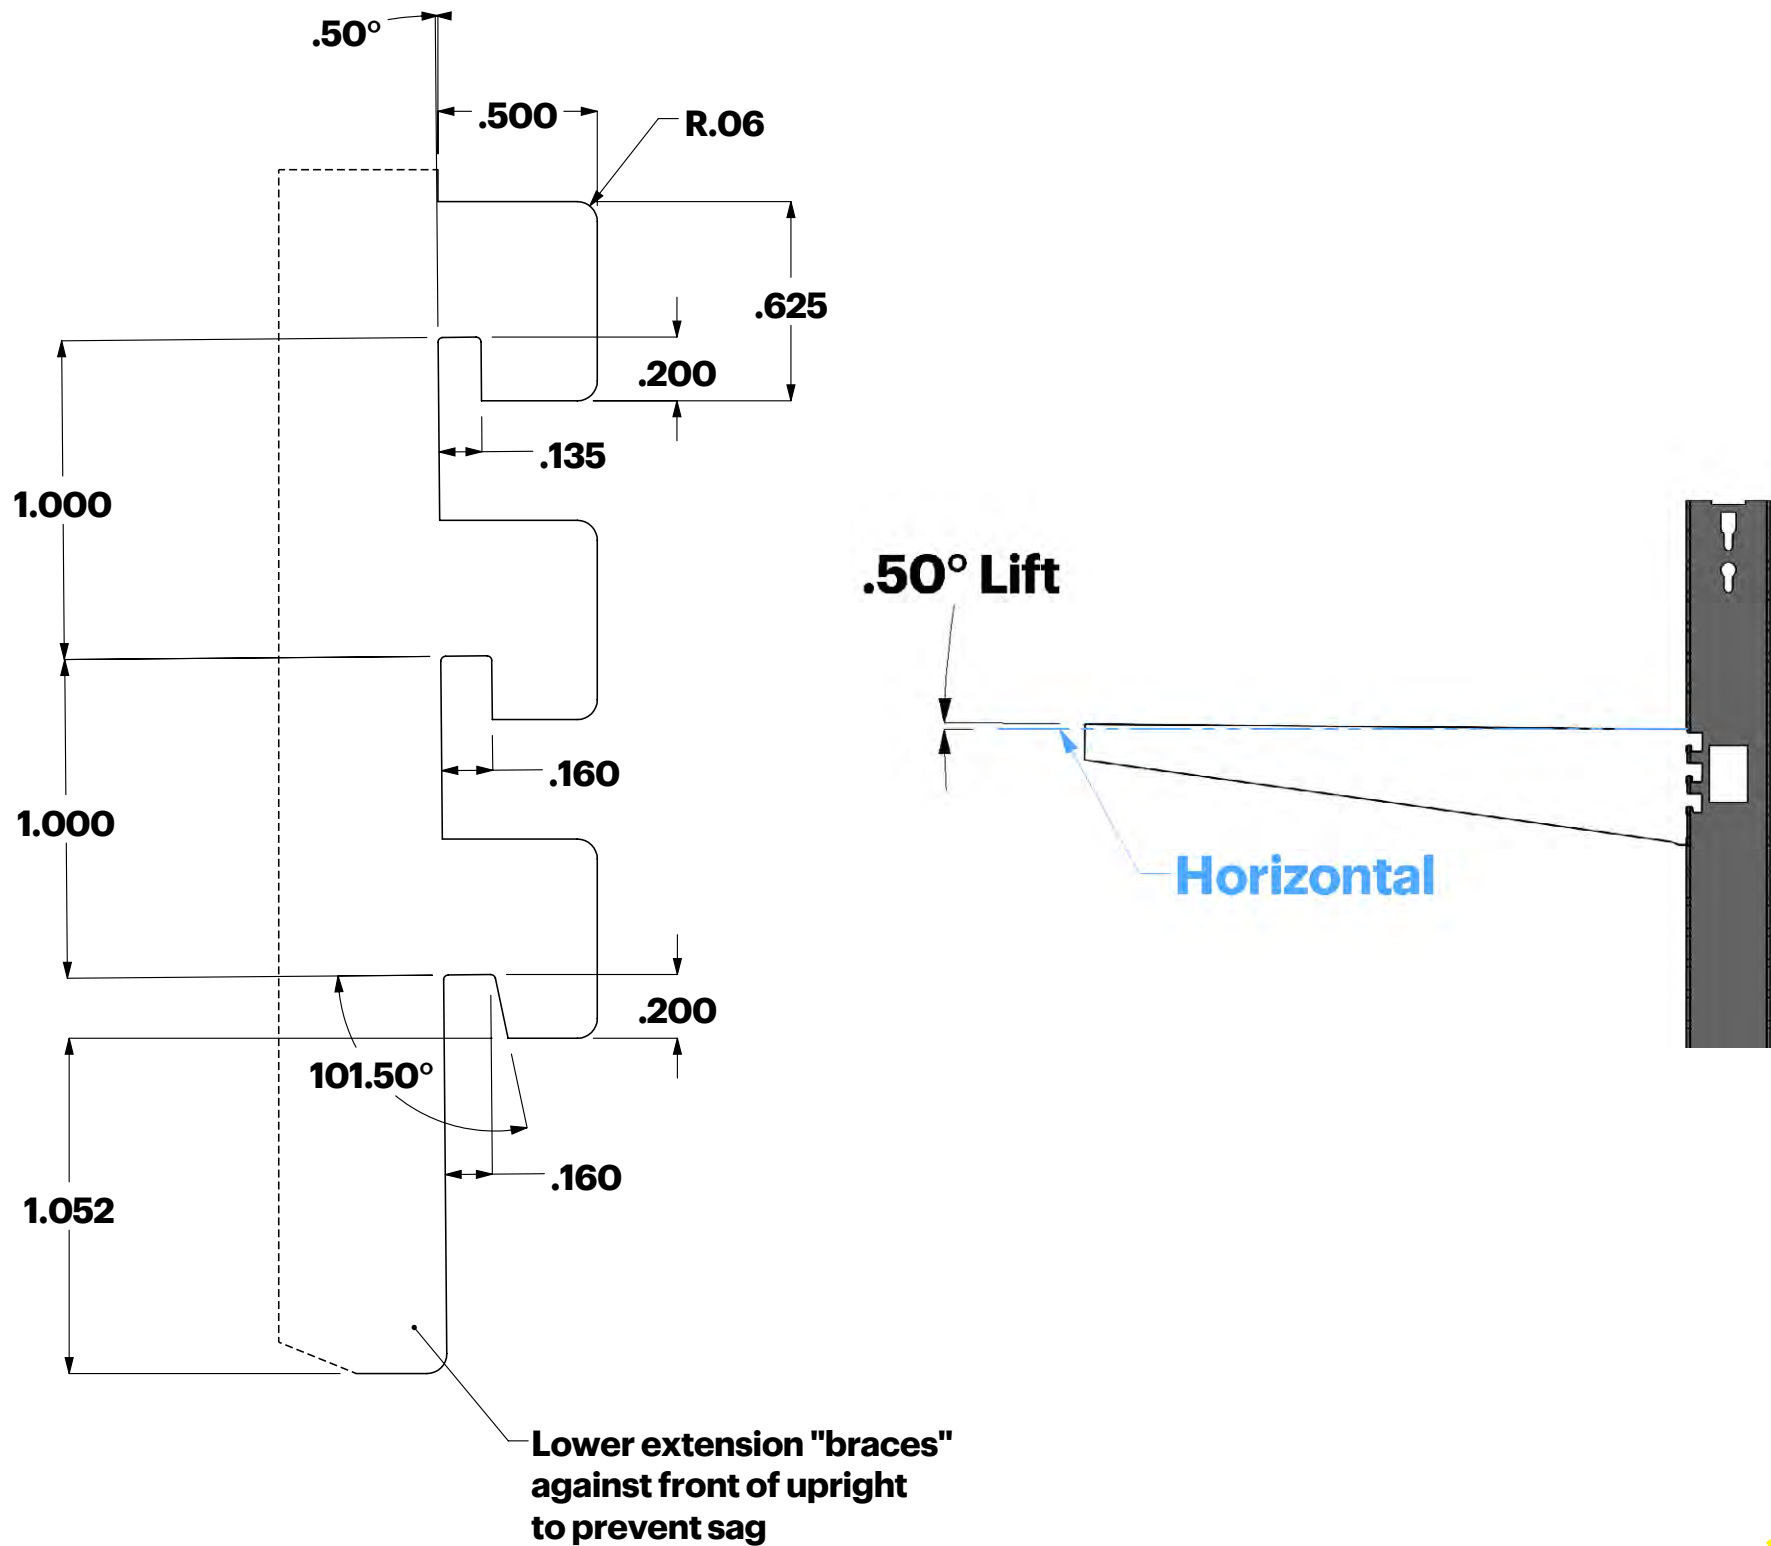 .50°
.500
R.06
.625
.200
.135
1.000
.160
1.000
.200
101.50°
.160
1.052
Lower extension "braces"
against front of upright
to prevent sag
.50° Lift
Horizontal